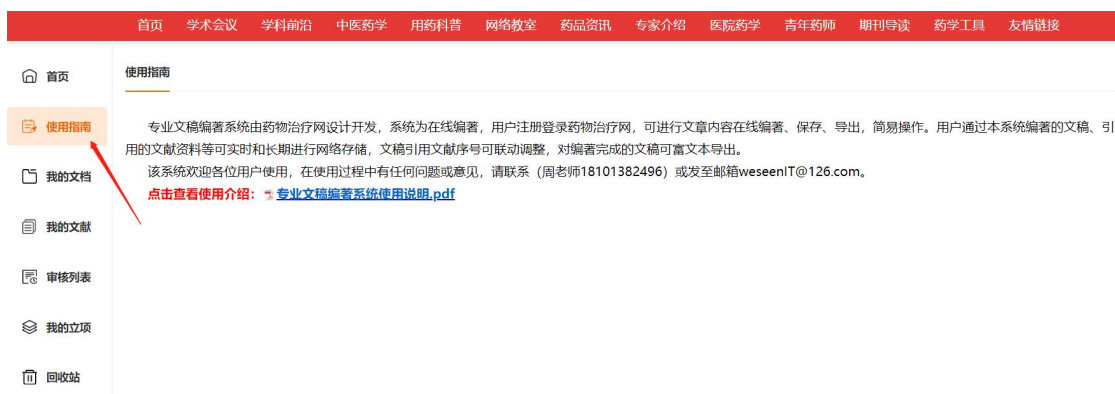 首页 学术会议 学科前沿 中医药学 用药科普 网络教室 药品资讯 专家介绍 医院药学 青年药师 期刊导读 药学工具 友情链接
首页
使用指南
我的文档
我的文献
审核列表
我的立项
回收站
使用指南
专业文稿编著系统由药物治疗网设计开发，系统为在线编著，用户注册登录药物治疗网，可进行文章内容在线编著、保存、导出，简易操作。用户通过本系统编著的文稿、引
用的文献资料等可实时和长期进行网络存储，文稿引用文献序号可联动调整，对编著完成的文稿可富文本导出。
该系统欢迎各位用户使用，在使用过程中有任何问题或意见，请联系（周老师18101382496）或发至邮箱weseenIT@126.com。
点击查看使用介绍： 专业文稿编著系统使用说明.pdf